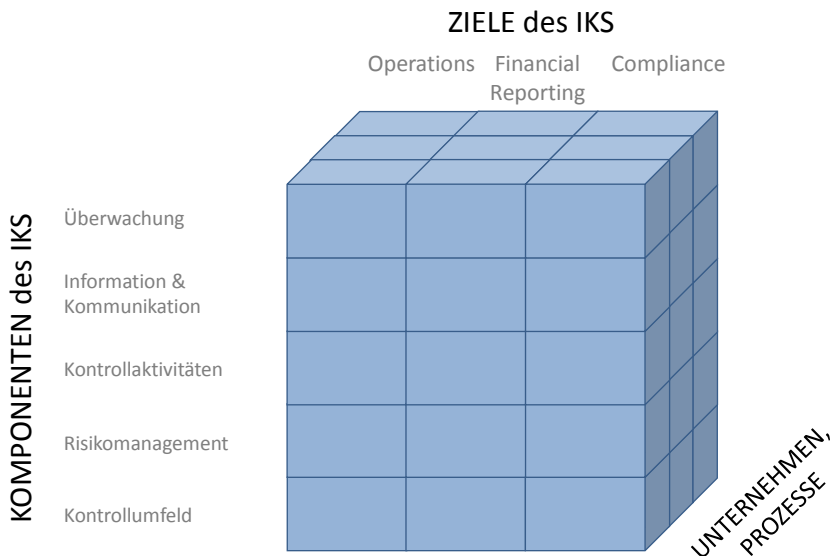 ZIELE des IKS
Operations
Financial
Reporting
Compliance
KOMPONENTEN des IKS
Überwachung
Information &
Kommunikation
Kontrollaktivitäten
Risikomanagement
Kontrollumfeld
UNTERNEHMEN,
PROZESSE